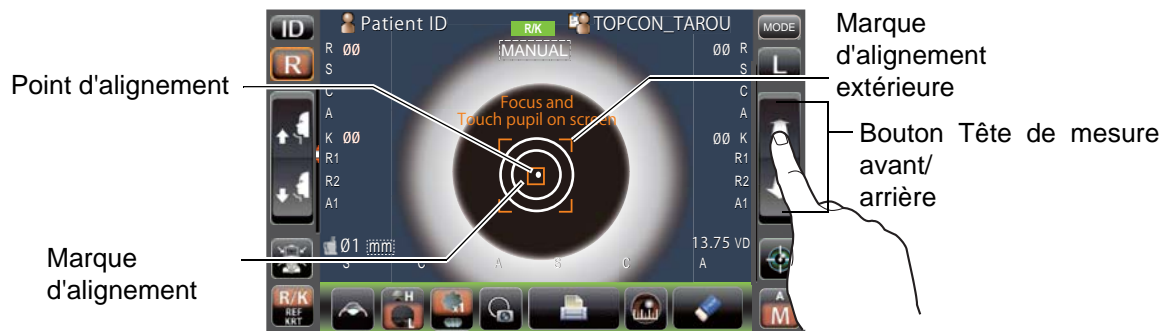 ID
Patient ID
R/K
TOPCON_TAROU
MODE
MANUAL
R
R 00
S
C
A
K 00
R1
R2
A1
00 R
S
C
A
00 K
R1
R2
A1
L
Focus and
Touch pupil on screen
01 mm
13.75 VD
S C A S C A
R/K
REF
KRT
H
L
x1
A
M
Point d'alignement
Marque
d'alignement
Marque
d'alignement
extérieure
Bouton Tête de mesure
avant/
arrière